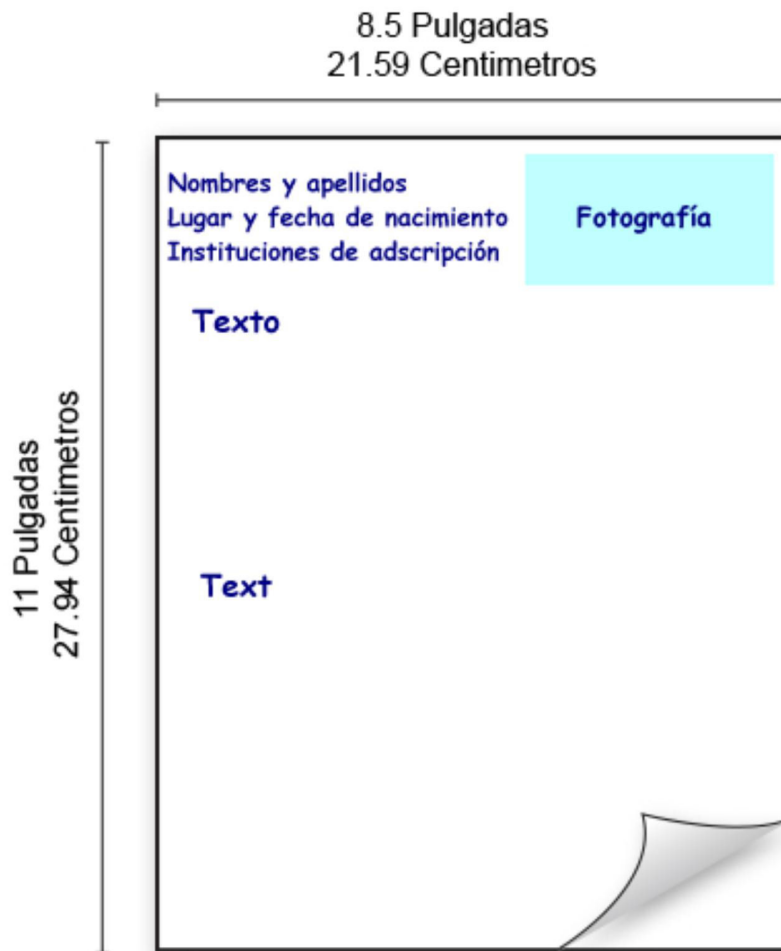 8.5 Pulgadas
21.59 Centimetros
Nombres y apellidos
Lugar y fecha de nacimiento
Instituciones de adscripción
Fotografía
Texto
11 Pulgadas
27.94 Centimetros
Text